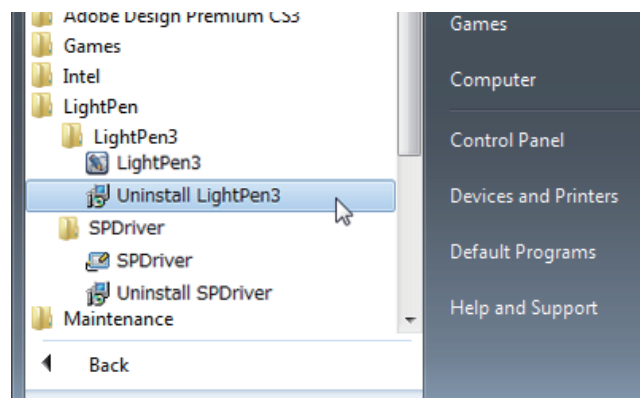 Adobe Design Premium CS3
Games
Intel
LightPen
LightPen3
LightPen3
Uninstall LightPen3
SPDriver
SPDriver
Uninstall SPDriver
Maintenance
Back
Games
Computer
Control Panel
Devices and Printers
Default Programs
Help and Support